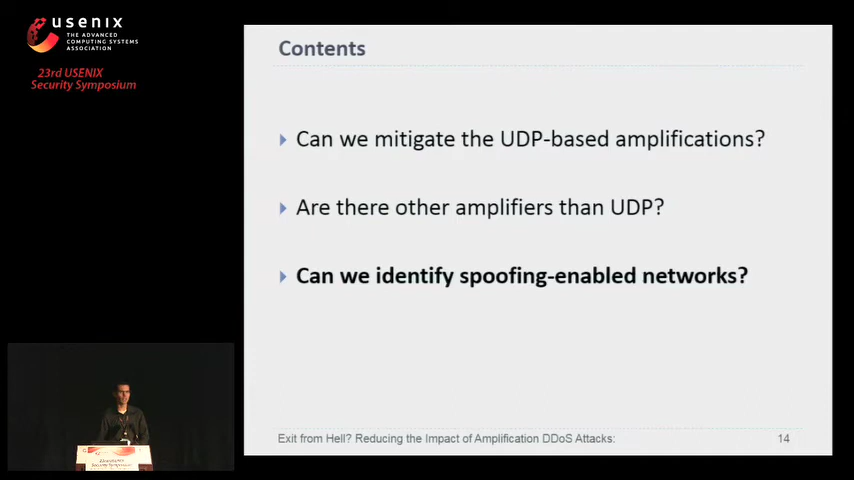 usenix
THE ADVANCED
COMPUTING SYSTEMS
ASSOCIATION
23rd USENIX
Security Symposium
Contents
Can we mitigate the UDP-based amplifications?
Are there other amplifiers than UDP?
Can we identify spoofing-enabled networks?
Exit from Hell? Reducing the Impact of Amplification DDoS Attacks:
14